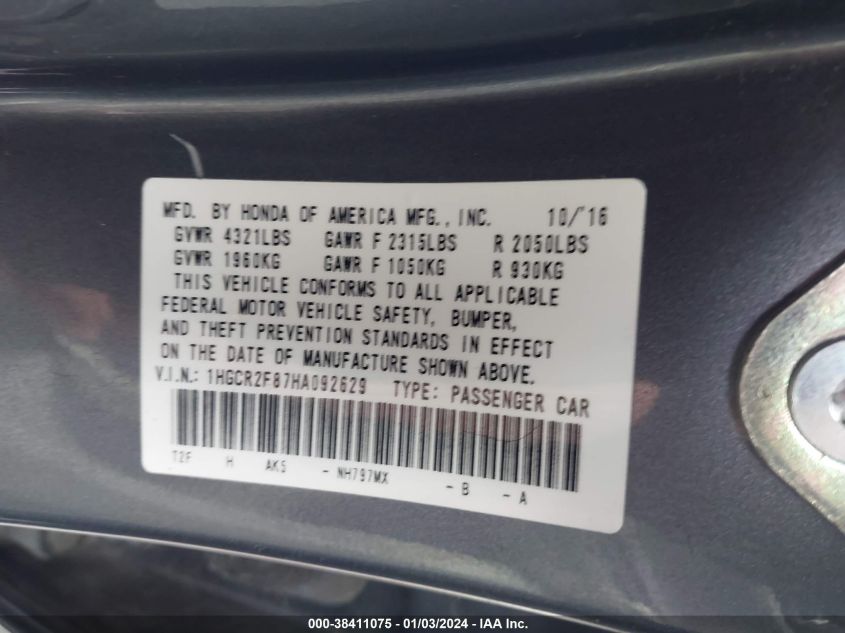 MFD. BY HONDA OF AMERICA MFG., INC. 10/'16
GVWR 4321LBS GAWR F 2315LBS R 2050LBS
GVWR 1960KG GAWR F 1050KG R 930KG
THIS VEHICLE CONFORMS TO ALL APPLICABLE
FEDERAL MOTOR VEHICLE SAFETY, BUMPER,
AND THEFT PREVENTION STANDARDS IN EFFECT
ON THE DATE OF MANUFACTURE SHOWN ABOVE.
V.I.N.: 1HGCR2F87HA092629 TYPE: PASSENGER CAR
T2F H AK5 - NH797MX - B - A
000-38411075 - 01/03/2024 - IAAI.com